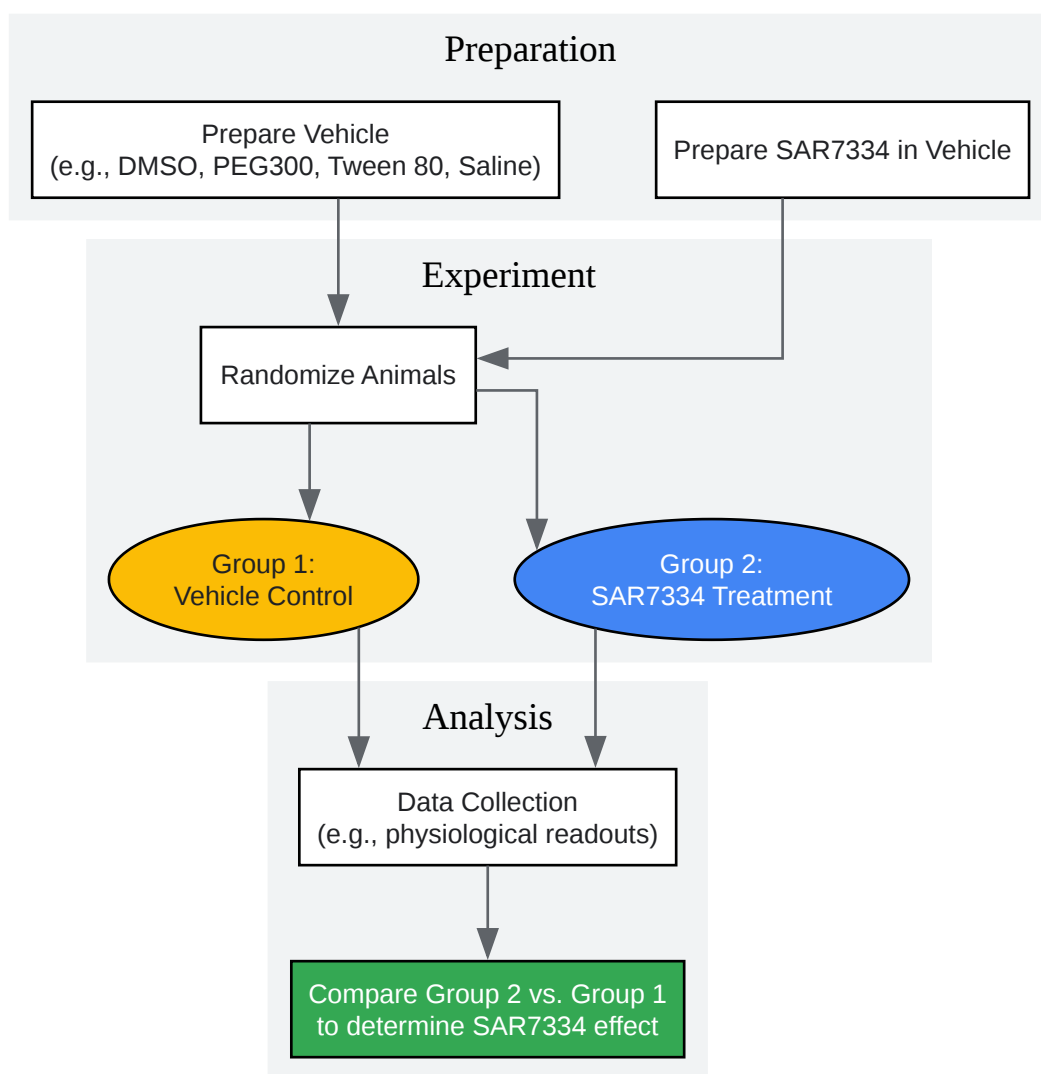 Preparation
Prepare Vehicle
(e.g., DMSO, PEG300, Tween 80, Saline)
Prepare SAR7334 in Vehicle
Experiment
Randomize Animals
Group 1:
Vehicle Control
Group 2:
SAR7334 Treatment
Analysis
Data Collection
(e.g., physiological readouts)
Compare Group 2 vs. Group 1
to determine SAR7334 effect